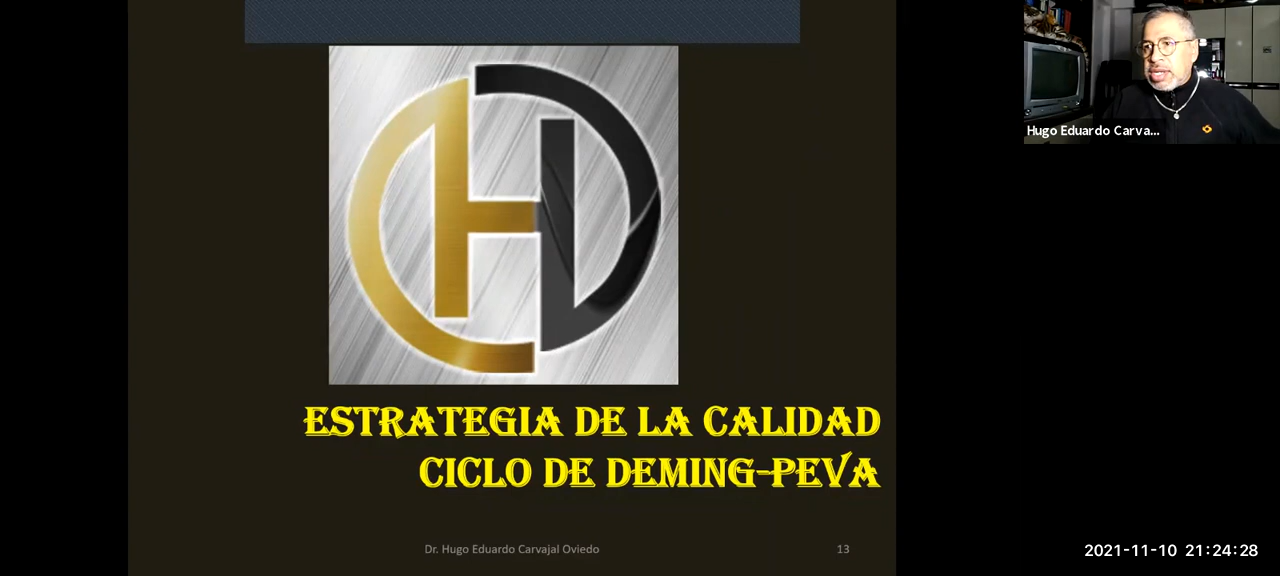 Hugo Eduardo Carva...
ESTRATEGIA DE LA CALIDAD
CICLO DE DEMING-PEVA
Dr. Hugo Eduardo Carvajal Oviedo
13
2021-11-10 21:24:28